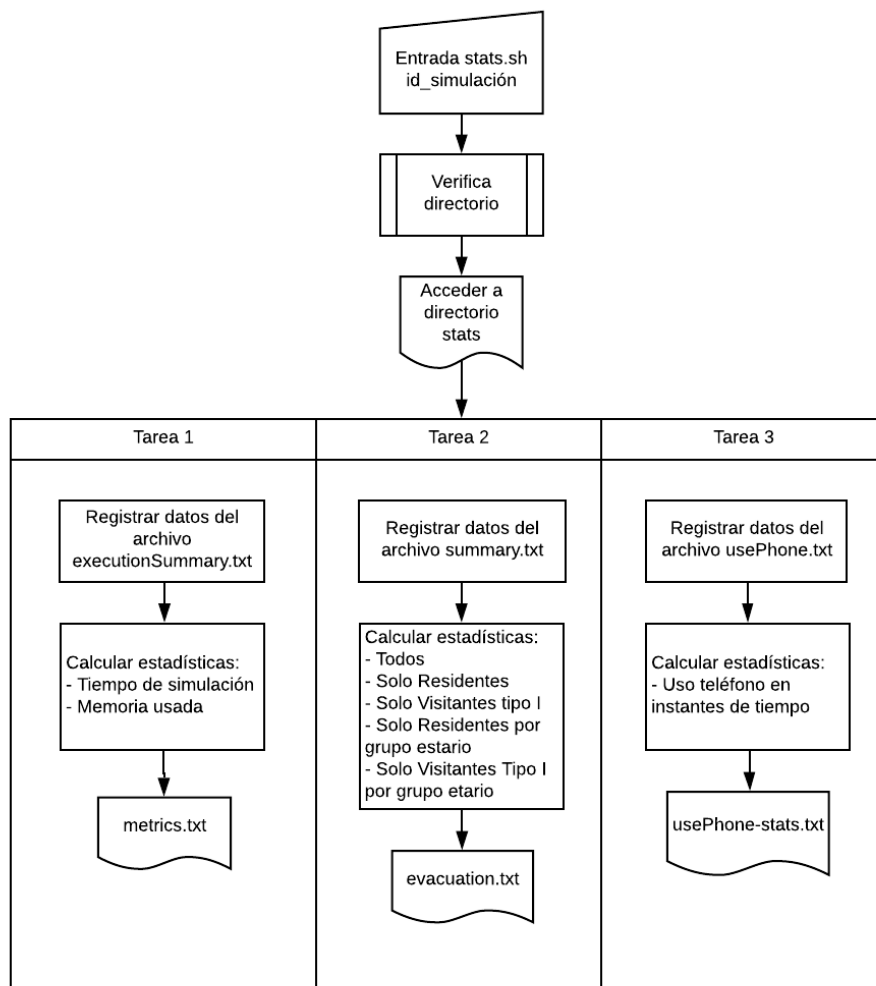 Entrada stats.sh
id_simulación
Verifica
directorio
Acceder a
directorio
stats
Tarea 1
Tarea 2
Tarea 3
Registrar datos del
archivo
executionSummary.txt
Registrar datos del
archivo summary.txt
Registrar datos del
archivo usePhone.txt
Calcular estadísticas:
- Tiempo de simulación
- Memoria usada
Calcular estadísticas:
- Todos
- Solo Residentes
- Solo Visitantes tipo I
- Solo Residentes por
grupo estario
- Solo Visitantes Tipo I
por grupo etario
Calcular estadísticas:
- Uso teléfono en
instantes de tiempo
metrics.txt
evacuation.txt
usePhone-stats.txt